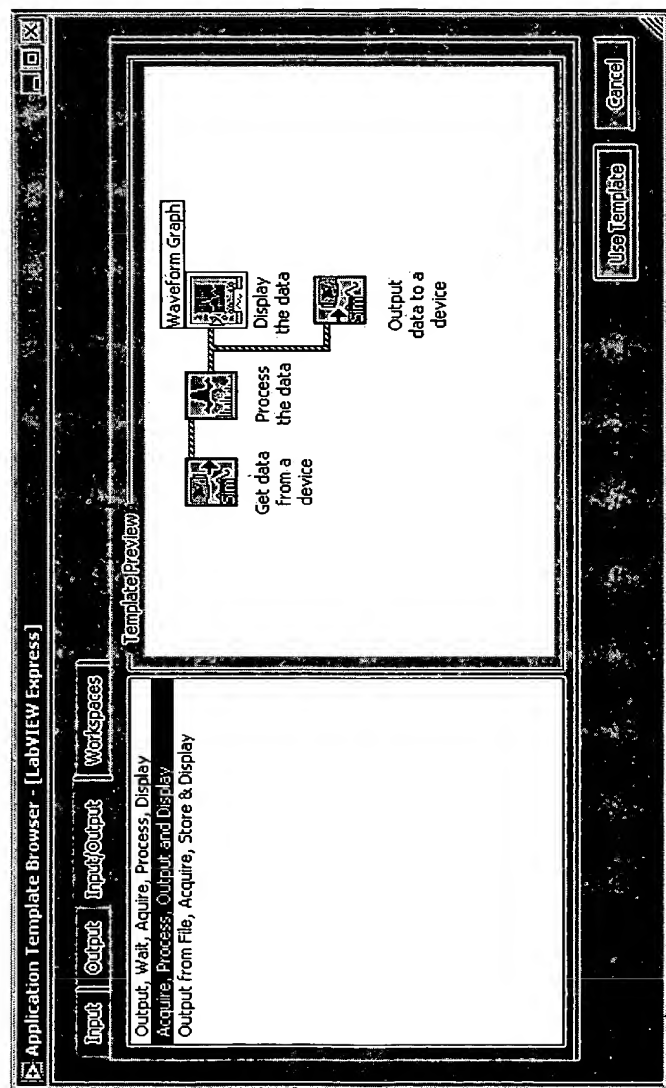 Application Template Browser - [LabVIEW Express]
Input
Output
Input/Output
Workspaces
Output, Wait, Aquire, Process, Display
Acquire, Process, Output and Display
Output from File, Acquire, Store & Display
Template Preview
Waveform Graph
Get data
from a
device
Process
the data
Display
the data
Output
data to a
device
Use Template
Cancel